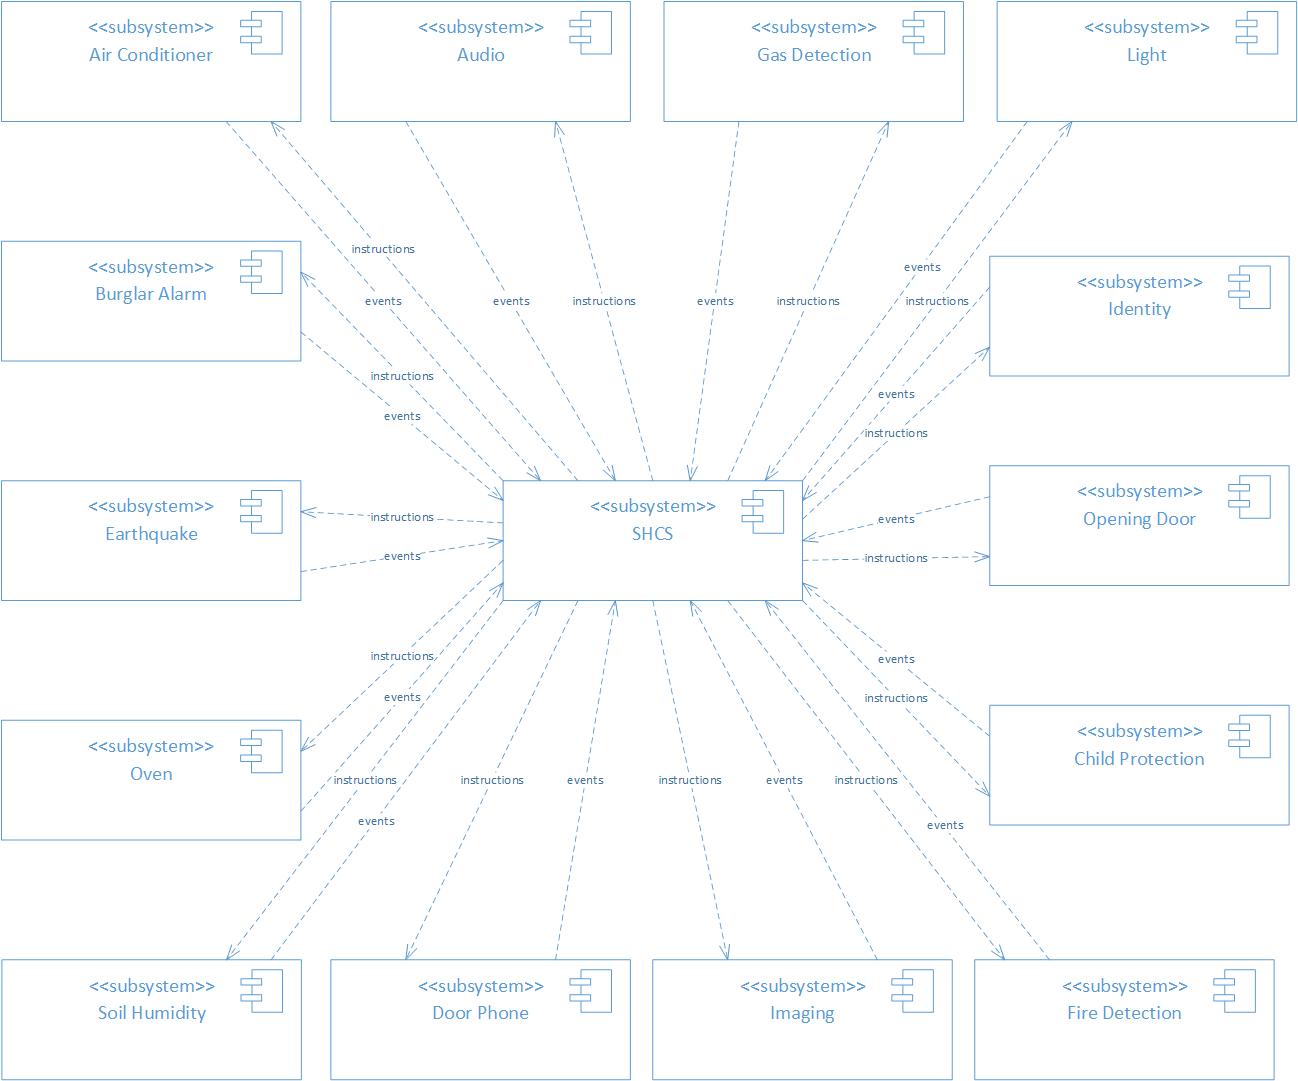 <<subsystem>>
Air Conditioner
<<subsystem>>
Audio
<<subsystem>>
Gas Detection
<<subsystem>>
Light
instructions
events
events
instructions
events
instructions
events
instructions
<<subsystem>>
Burglar Alarm
<<subsystem>>
Identity
instructions
events
events
instructions
<<subsystem>>
Earthquake
<<subsystem>>
SHCS
<<subsystem>>
Opening Door
instructions
events
events
instructions
instructions
events
events
instructions
<<subsystem>>
Oven
<<subsystem>>
Child Protection
instructions
events
instructions
events
instructions
events
instructions
events
<<subsystem>>
Soil Humidity
<<subsystem>>
Door Phone
<<subsystem>>
Imaging
<<subsystem>>
Fire Detection